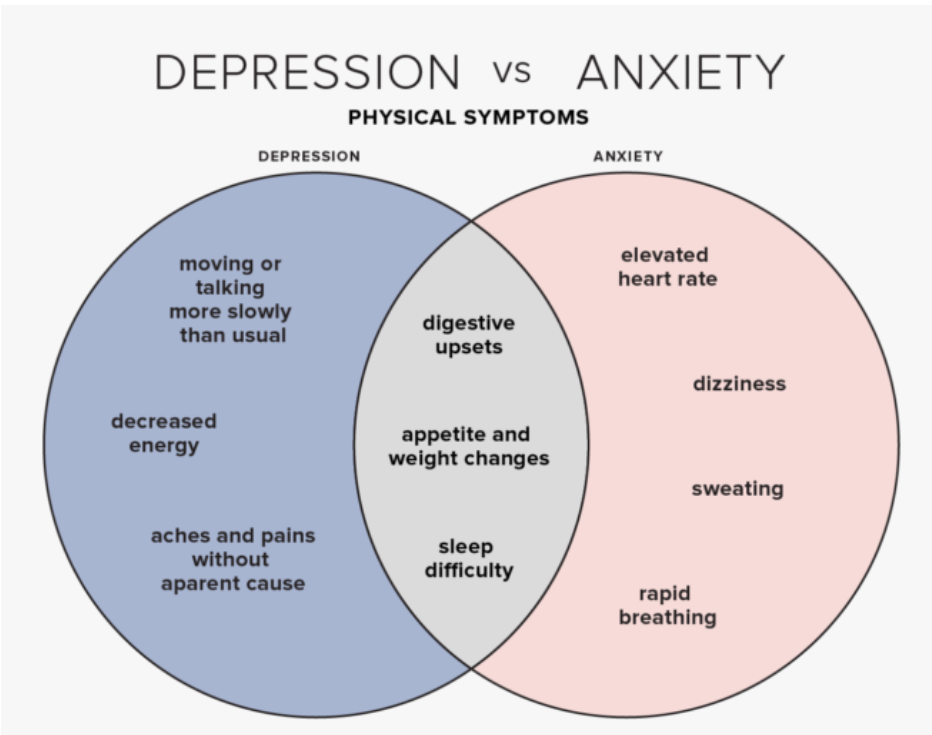 DEPRESSION vs ANXIETY
PHYSICAL SYMPTOMS
DEPRESSION
ANXIETY
moving or
talking
more slowly
than usual
decreased
energy
aches and pains
without
aparent cause
digestive
upsets
appetite and
weight changes
sleep
difficulty
elevated
heart rate
dizziness
sweating
rapid
breathing